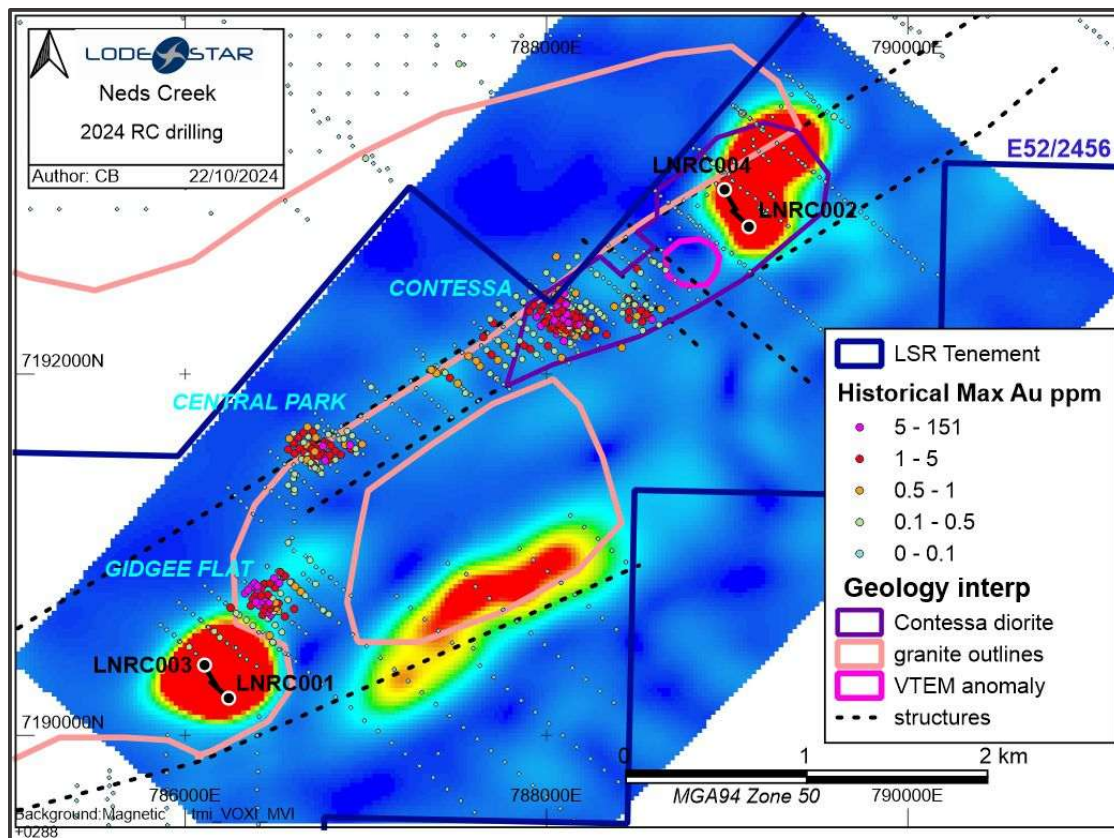 LODESTAR
Neds Creek
2024 RC drilling
Author: CB 22/10/2024
788000E
790000E
E52/2456
LNRC004
LNRC002
CONTESSA
7192000N
CENTRAL PARK
GIDGEE FLAT
LNRC003
LNRC001
7190000N
LSR Tenement
Historical Max Au ppm
5 - 151
1 - 5
0.5 - 1
0.1 - 0.5
0 - 0.1
Geology interp
Contessa diorite
granite outlines
VTEM anomaly
structures
0 1 2 km
MGA94 Zone 50
786000E
788000E
790000E
Background:Magnetic tmi_VOXI_MVI
+0288